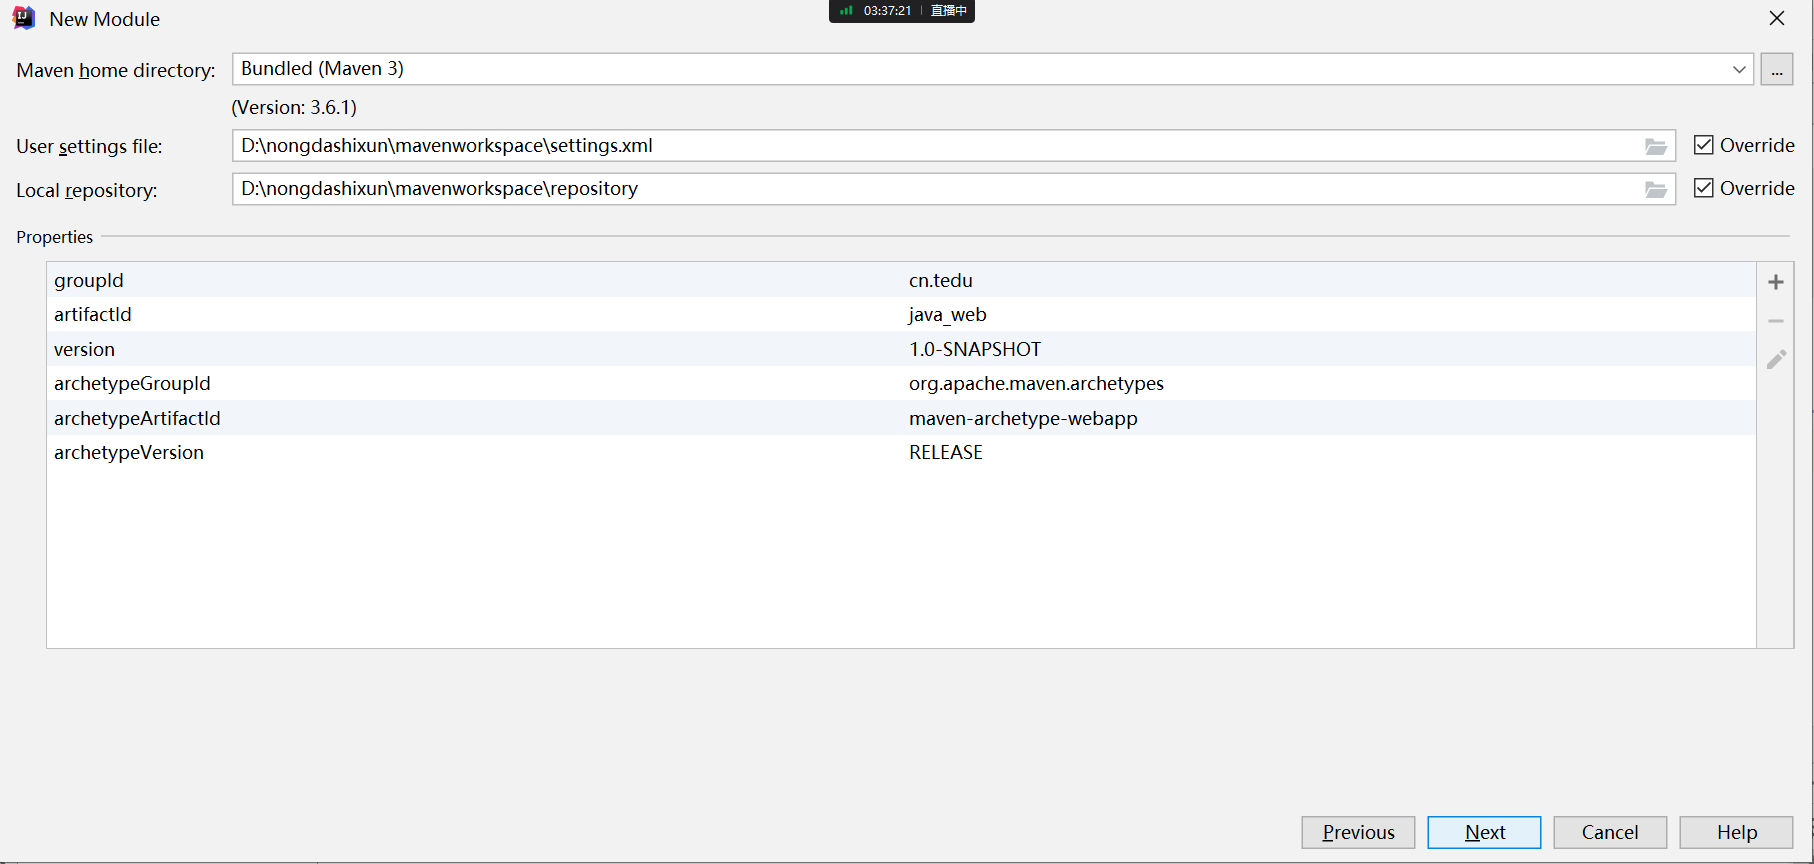 New Module
03:37:21 直播中
Maven home directory: Bundled (Maven 3) ...
(Version: 3.6.1)
User settings file: D:\nongdashixun\mavenworkspace\settings.xml Override
Local repository: D:\nongdashixun\mavenworkspace\repository Override
Properties
groupId cn.tedu
artifactId java_web
version 1.0-SNAPSHOT
archetypeGroupId org.apache.maven.archetypes
archetypeArtifactId maven-archetype-webapp
archetypeVersion RELEASE
Previous Next Cancel Help